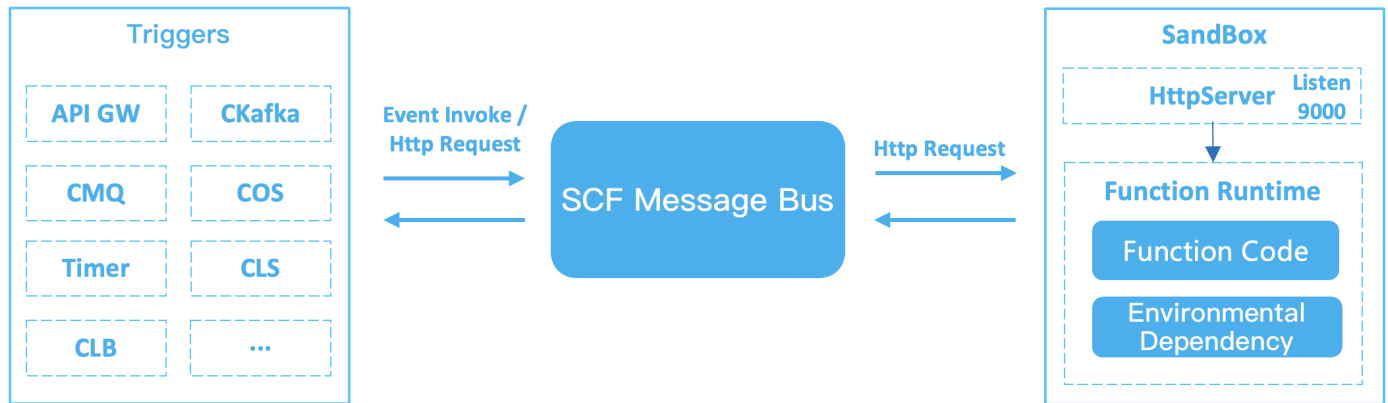 Triggers
API GW
CKafka
CMQ
COS
Timer
CLS
CLB
...
Event Invoke /
Http Request
SCF Message Bus
Http Request
SandBox
HttpServer
Listen
9000
Function Runtime
Function Code
Environmental
Dependency